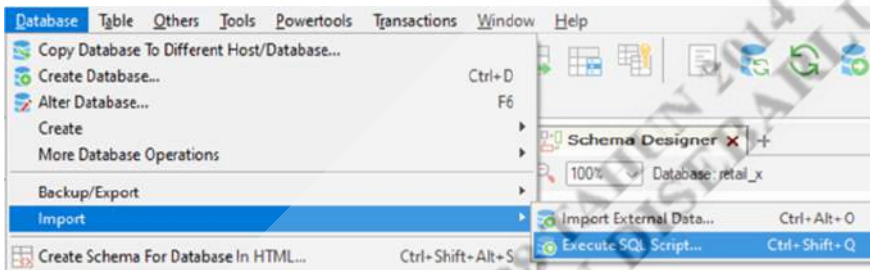 Database Table Others Tools Powertools Transactions Window Help
Copy Database To Different Host/Database...
Create Database... Ctrl+D
Alter Database... F6
Create
More Database Operations
Schema Designer
100% Database: retail_x
Backup/Export
Import
Import External Data... Ctrl+Alt+O
Execute SQL Script... Ctrl+Shift+Q
Create Schema For Database In HTML... Ctrl+Shift+Alt+S
TAHUN 2014